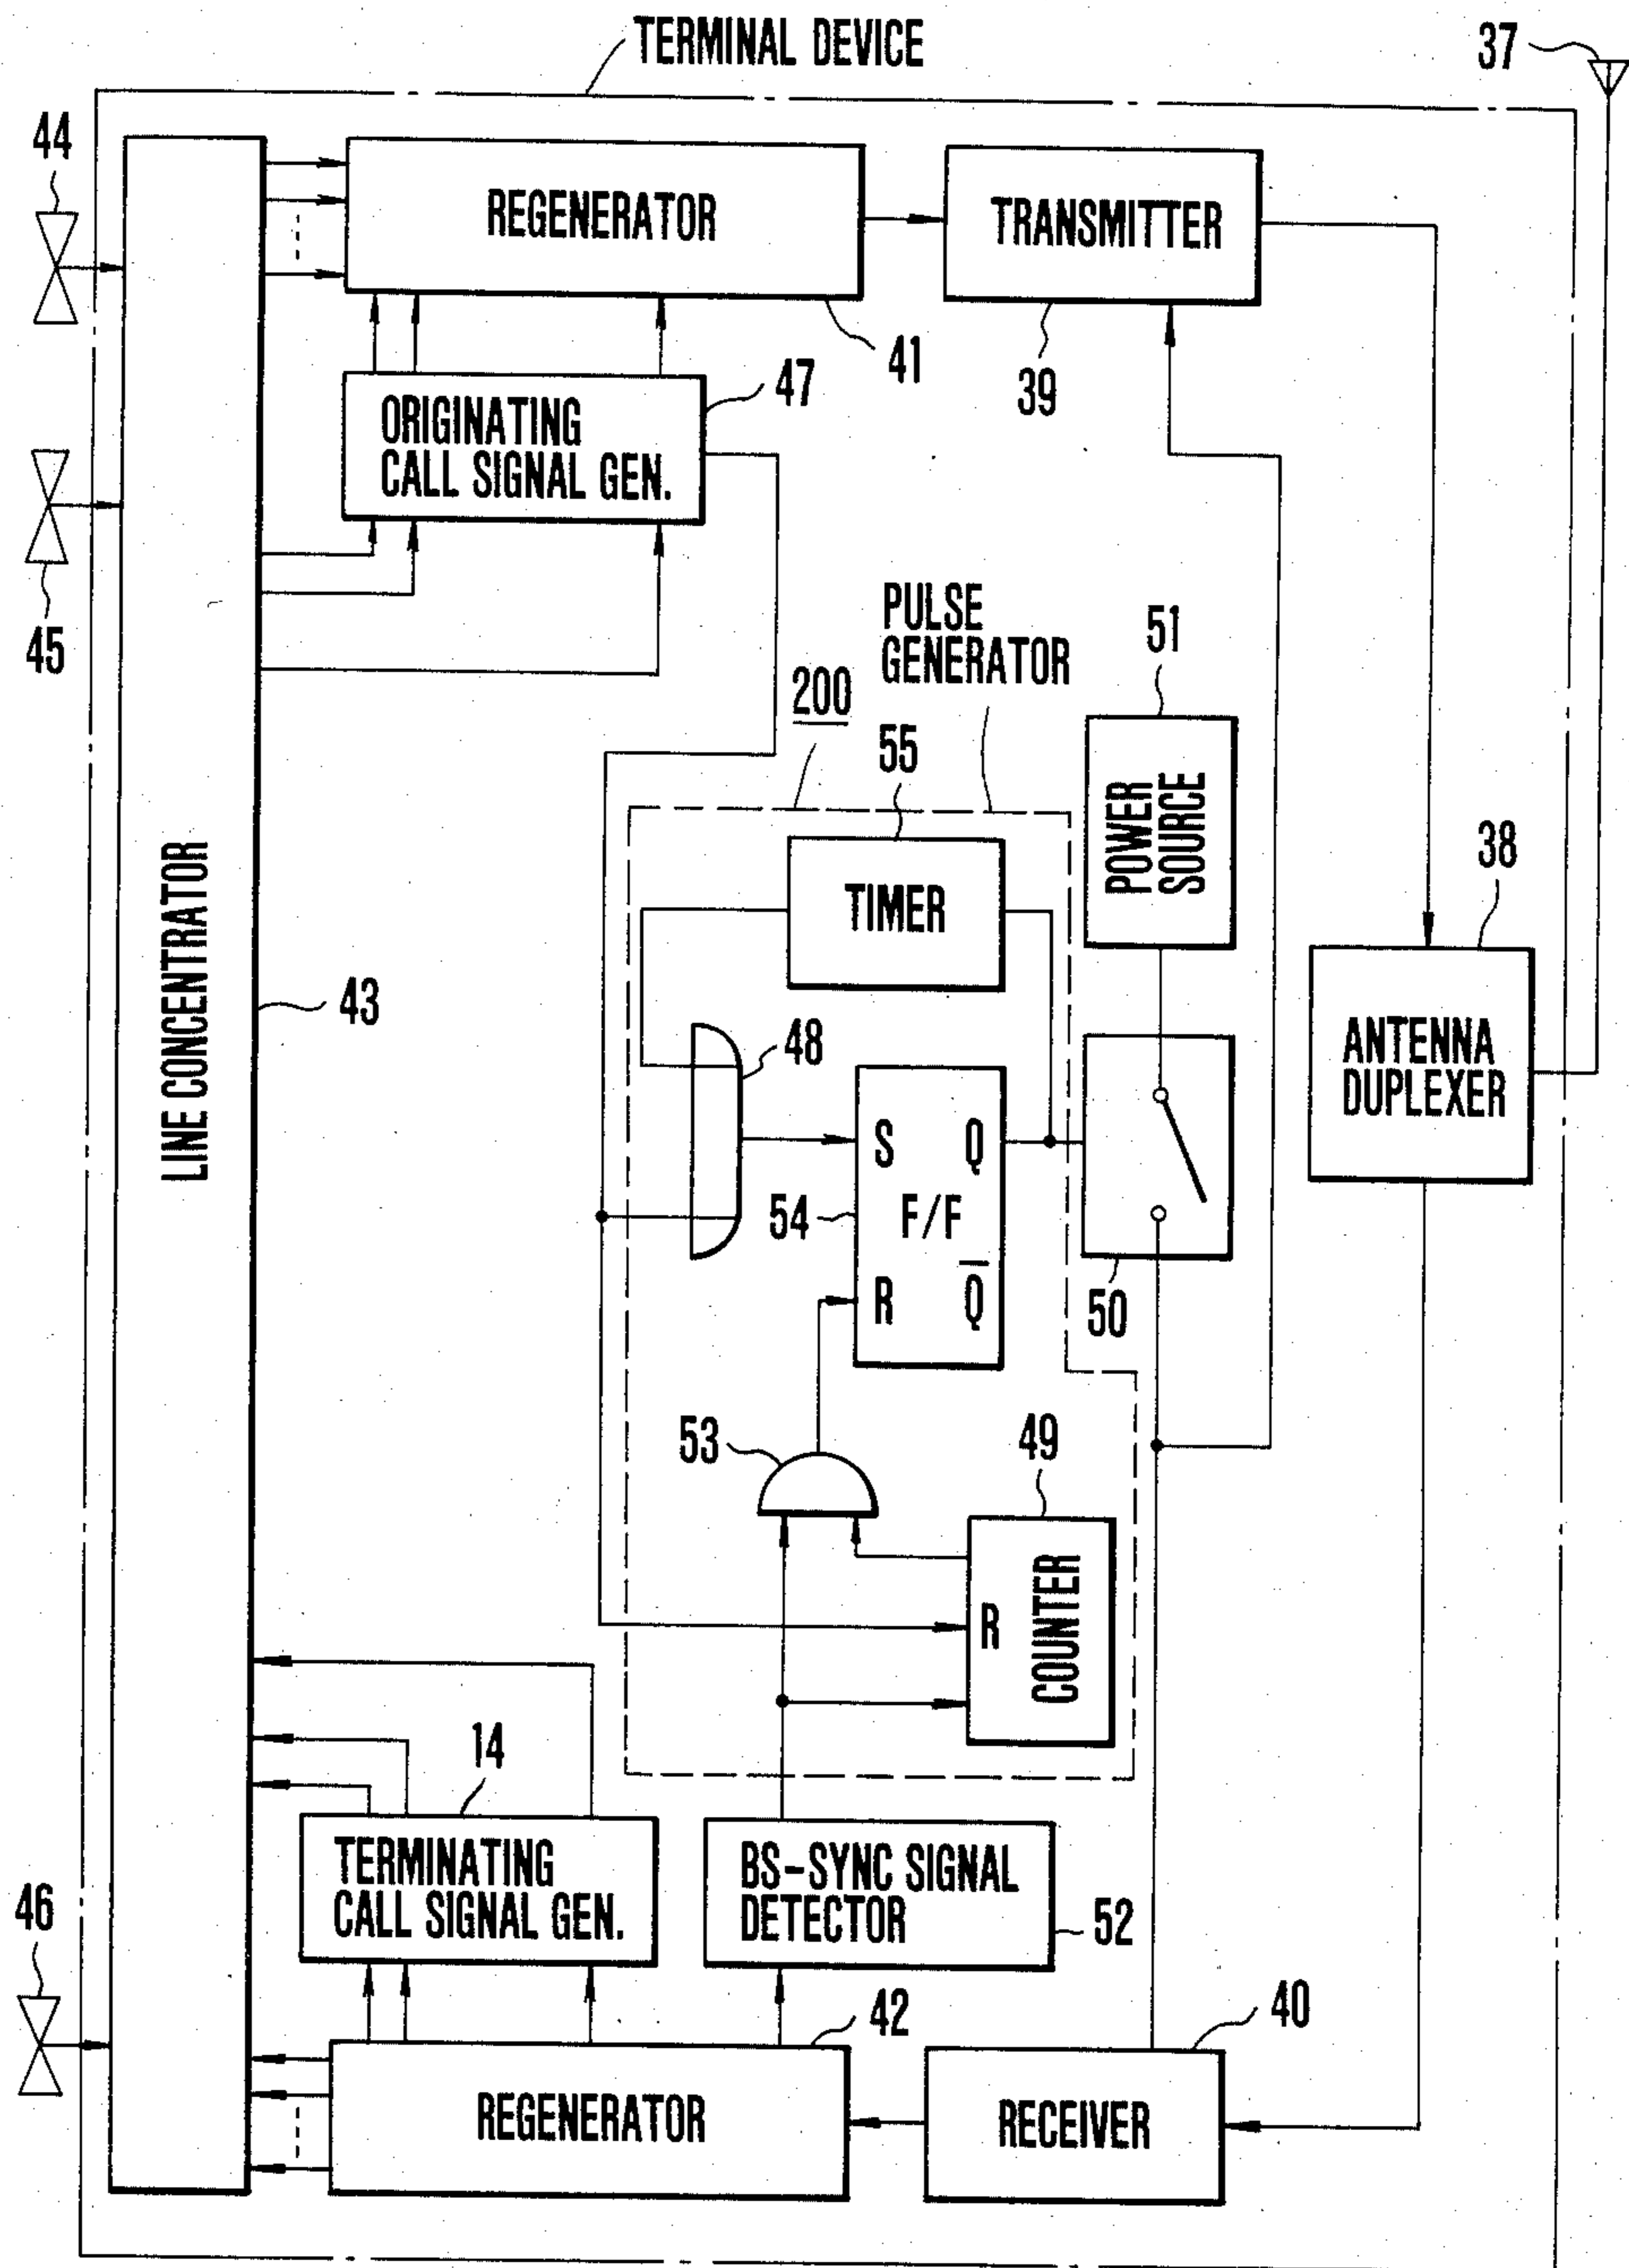 TERMINAL DEVICE
37
44
REGENERATOR
TRANSMITTER
41
39
47
ORIGINATING
CALL SIGNAL GEN.
45
PULSE
GENERATOR
51
200
55
POWER
SOURCE
TIMER
38
LINE CONCENTRATOR
43
48
ANTENNA
DUPLEXER
S Q
54
F/F
R Q̅
50
53
49
R
COUNTER
14
TERMINATING
CALL SIGNAL GEN.
BS-SYNC SIGNAL
DETECTOR
52
46
42
40
REGENERATOR
RECEIVER